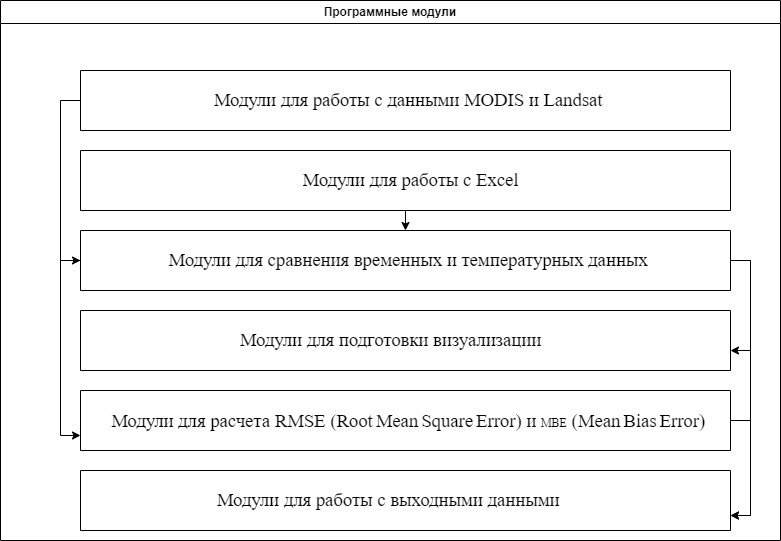 Программные модули
Модули для работы с данными MODIS и Landsat
Модули для работы с Excel
Модули для сравнения временных и температурных данных
Модули для подготовки визуализации
Модули для расчета RMSE (Root Mean Square Error) и MBE (Mean Bias Error)
Модули для работы с выходными данными